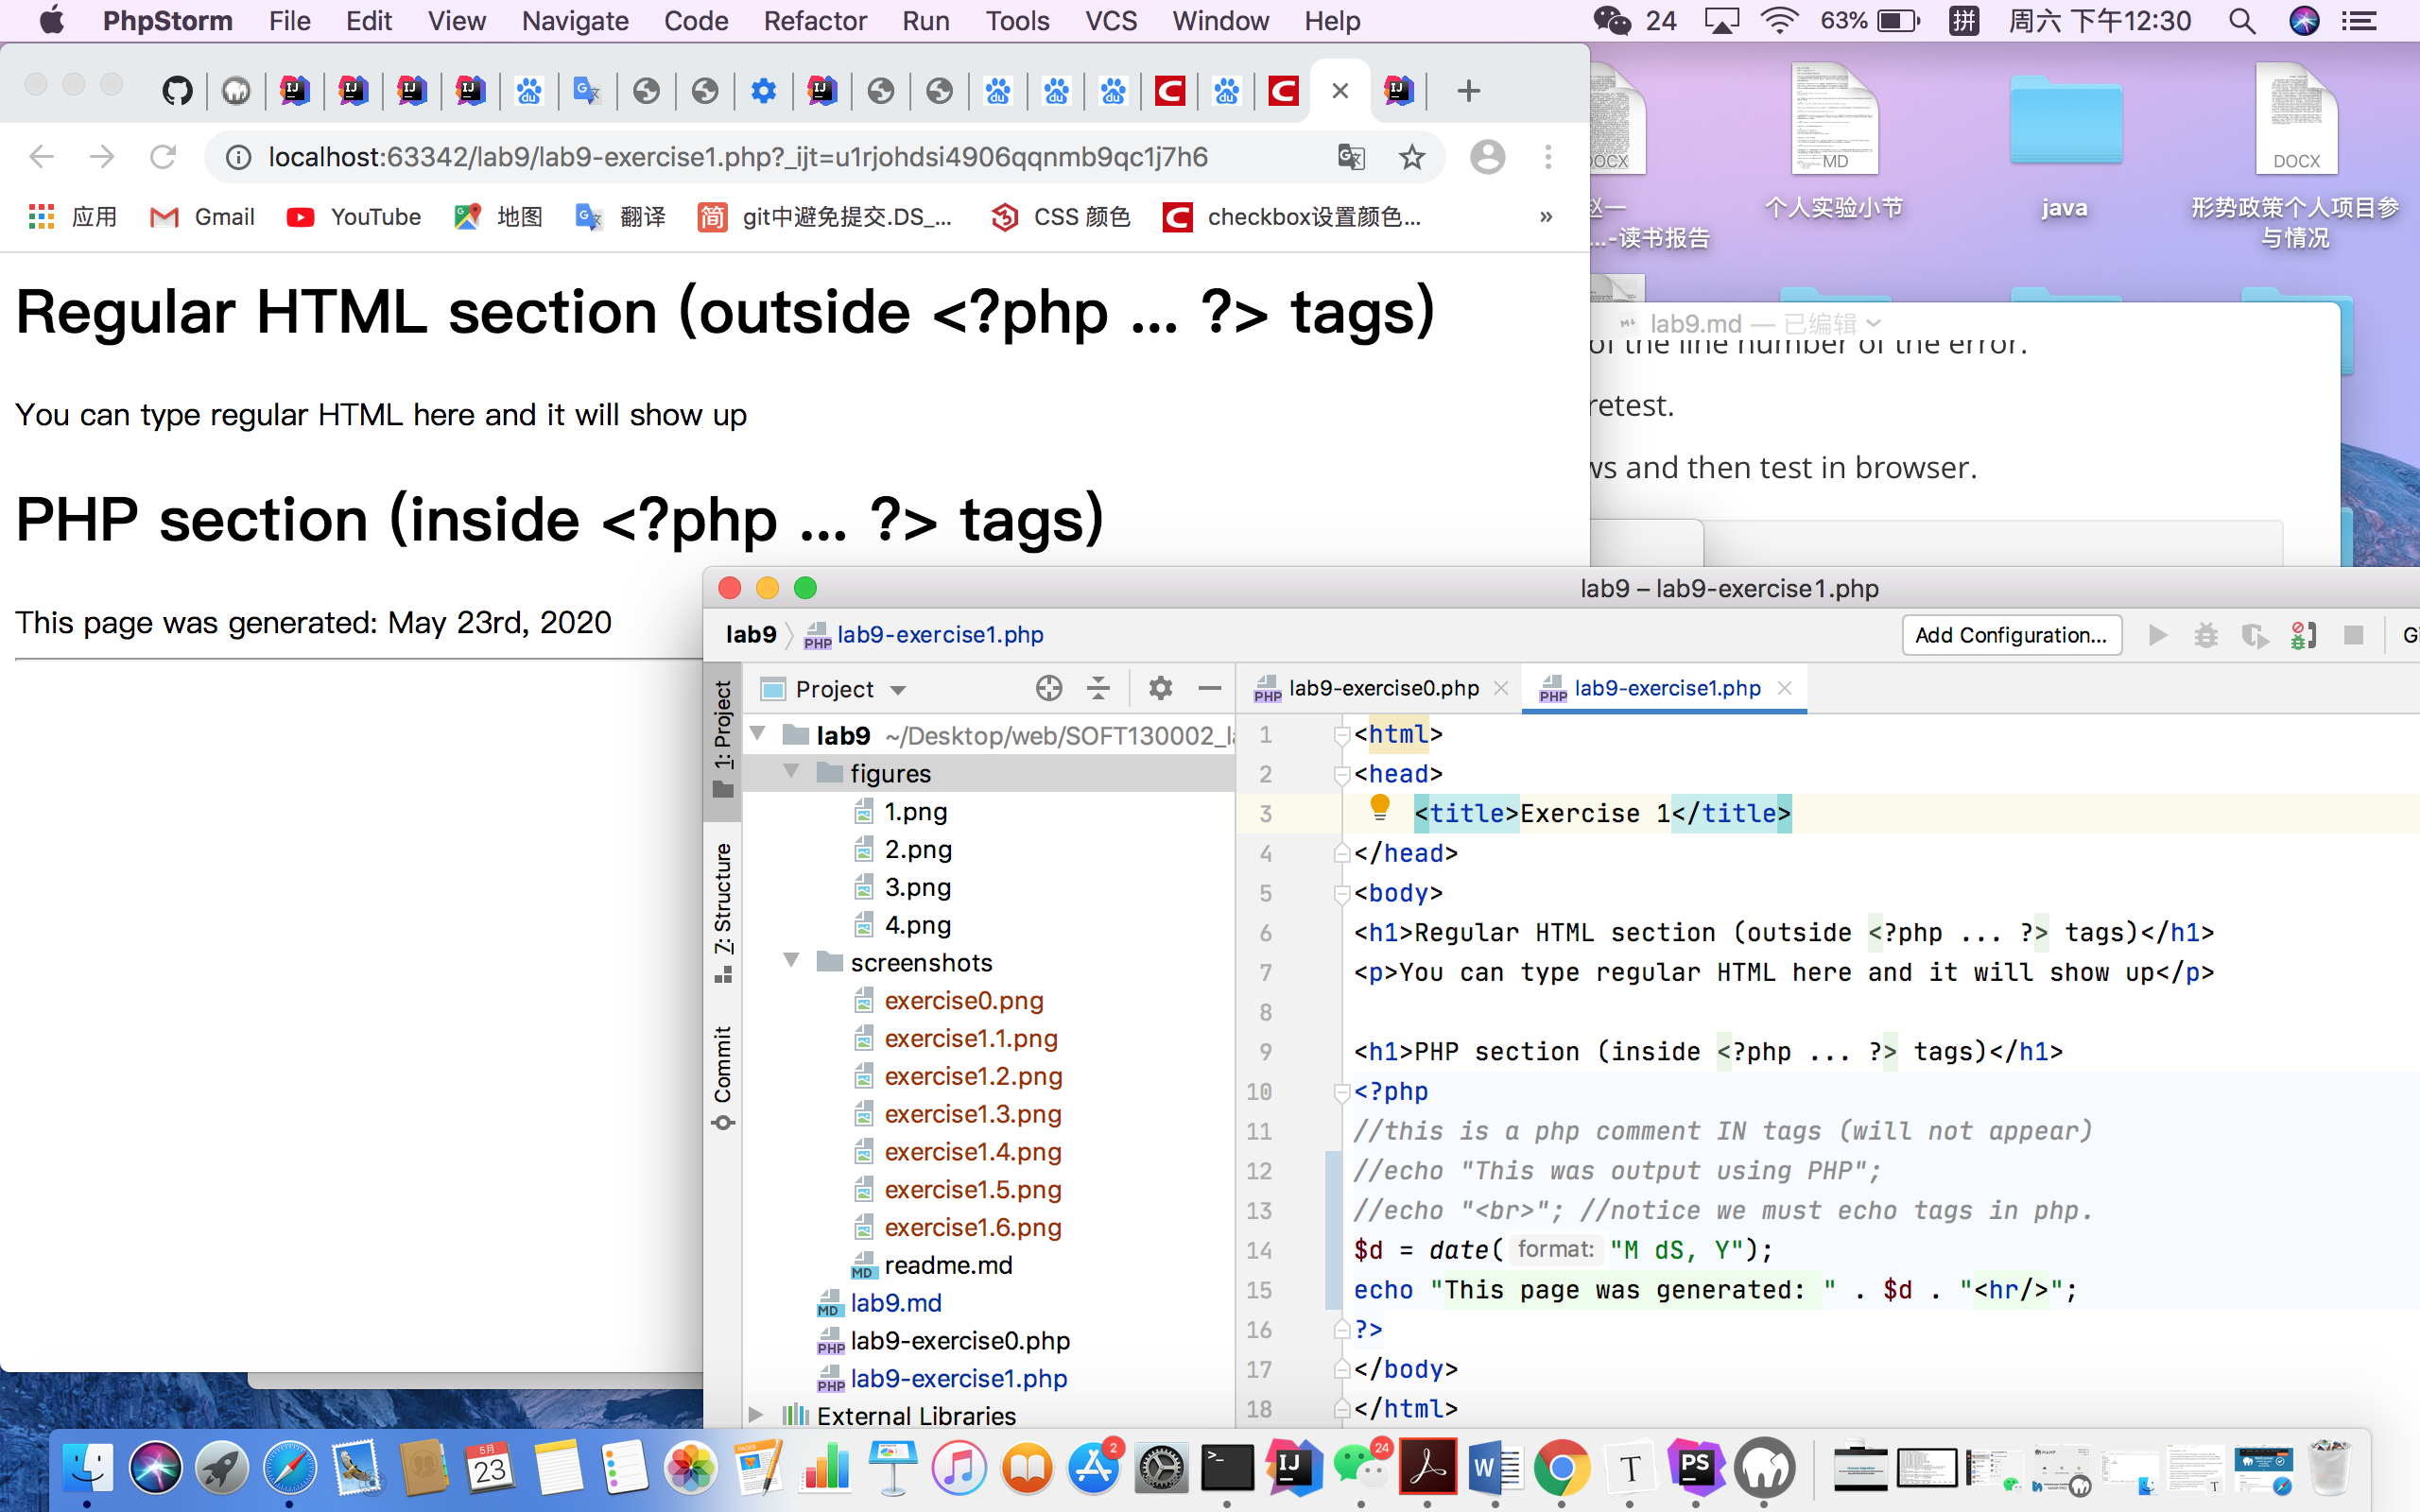 PhpStorm File Edit View Navigate Code Refactor Run Tools VCS Window Help 24 63% 拼 周六 下午12:30
localhost:63342/lab9/lab9-exercise1.php?_ijt=u1rjohdsi4906qqnmb9qc1j7h6
应用 Gmail YouTube 地图 翻译 简 git中避免提交.DS_... CSS 颜色 checkbox设置颜色... »
Regular HTML section (outside <?php ... ?> tags)
You can type regular HTML here and it will show up
PHP section (inside <?php ... ?> tags)
This page was generated: May 23rd, 2020
DOCX
...-读书报告
MD
个人实验小节
java
DOCX
形势政策个人项目参
与情况
lab9.md — 已编辑
of the line number of the error.
retest.
ws and then test in browser.
lab9 – lab9-exercise1.php
lab9 lab9-exercise1.php Add Configuration...
1: Project
7: Structure
Commit
Project
lab9 ~/Desktop/web/SOFT130002_l
figures
1.png
2.png
3.png
4.png
screenshots
exercise0.png
exercise1.1.png
exercise1.2.png
exercise1.3.png
exercise1.4.png
exercise1.5.png
exercise1.6.png
readme.md
lab9.md
lab9-exercise0.php
lab9-exercise1.php
External Libraries
lab9-exercise0.php lab9-exercise1.php
1 <html>
2 <head>
3 <title>Exercise 1</title>
4 </head>
5 <body>
6 <h1>Regular HTML section (outside <?php ... ?> tags)</h1>
7 <p>You can type regular HTML here and it will show up</p>
8
9 <h1>PHP section (inside <?php ... ?> tags)</h1>
10 <?php
11 //this is a php comment IN tags (will not appear)
12 //echo "This was output using PHP";
13 //echo "<br>"; //notice we must echo tags in php.
14 $d = date( format: "M dS, Y");
15 echo "This page was generated: " . $d . "<hr/>";
16 ?>
17 </body>
18 </html>
5月
23
2
24